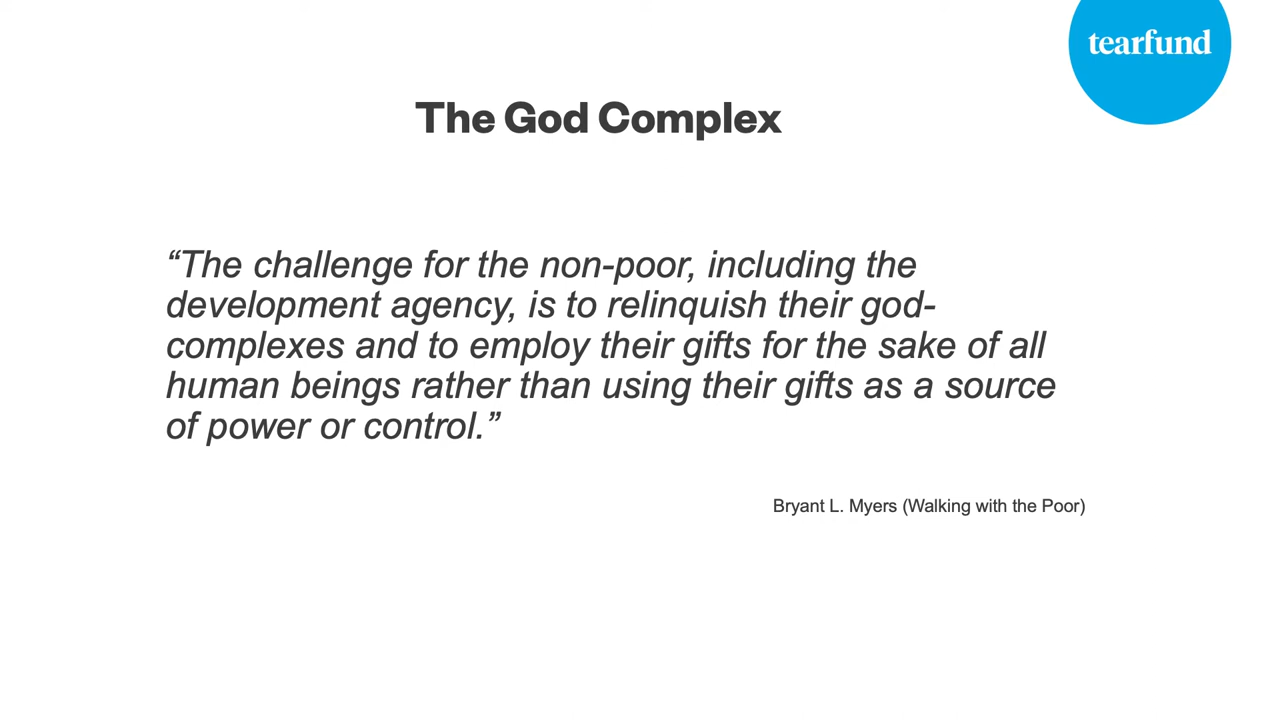 tearfund
The God Complex
“The challenge for the non-poor, including the
development agency, is to relinquish their god-
complexes and to employ their gifts for the sake of all
human beings rather than using their gifts as a source
of power or control.”
Bryant L. Myers (Walking with the Poor)